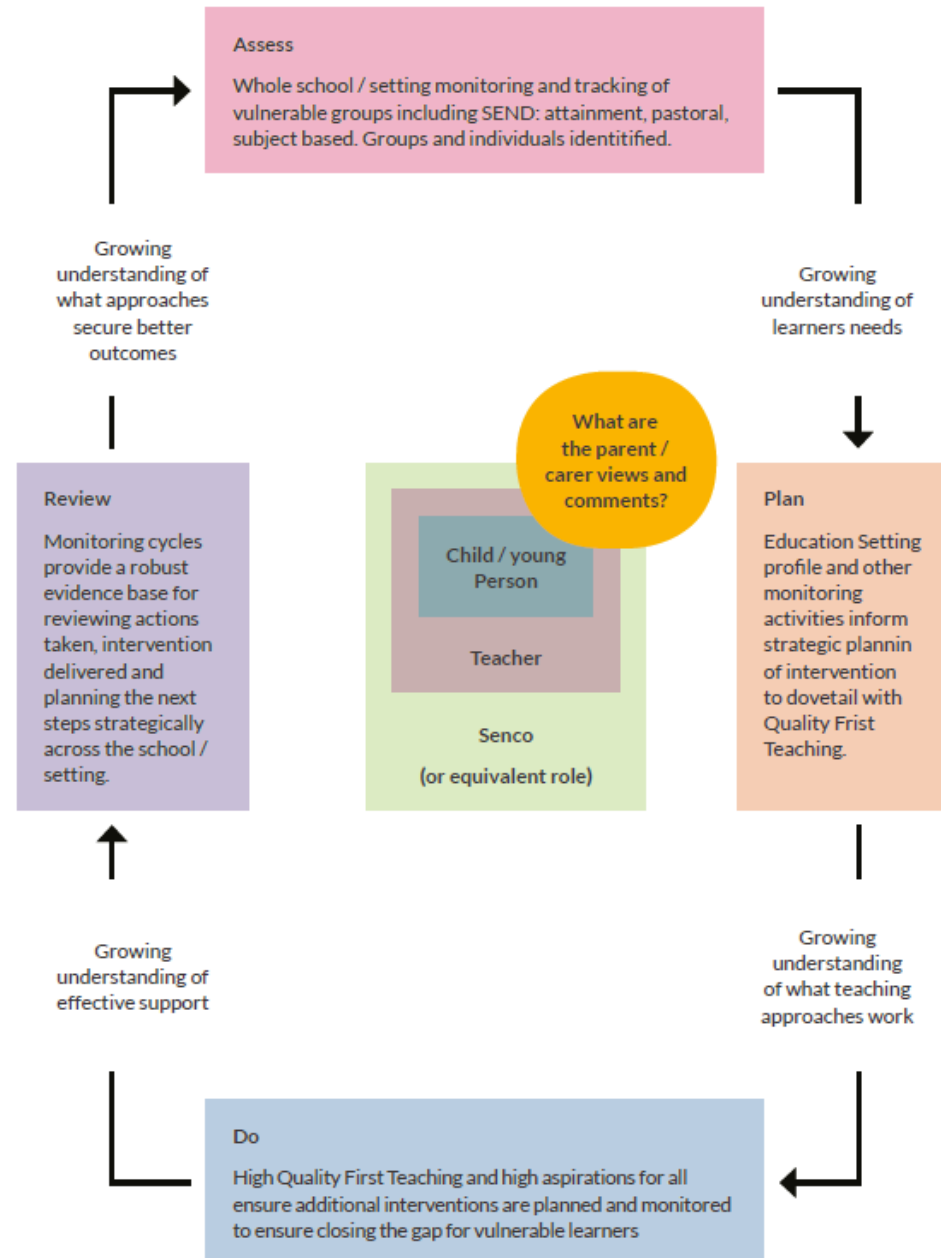 Assess
Whole school / setting monitoring and tracking of
vulnerable groups including SEND: attainment, pastoral,
subject based. Groups and individuals identitified.
Growing
understanding of
what approaches
secure better
outcomes
Growing
understanding of
learners needs
What are
the parent /
carer views and
comments?
Review
Monitoring cycles
provide a robust
evidence base for
reviewing actions
taken, intervention
delivered and
planning the next
steps strategically
across the school /
setting.
Child / young
Person
Teacher
Senco
(or equivalent role)
Plan
Education Setting
profile and other
monitoring
activities inform
strategic plannin
of intervention
to dovetail with
Quality Frist
Teaching.
Growing
understanding of
effective support
Growing
understanding
of what teaching
approaches work
Do
High Quality First Teaching and high aspirations for all
ensure additional interventions are planned and monitored
to ensure closing the gap for vulnerable learners